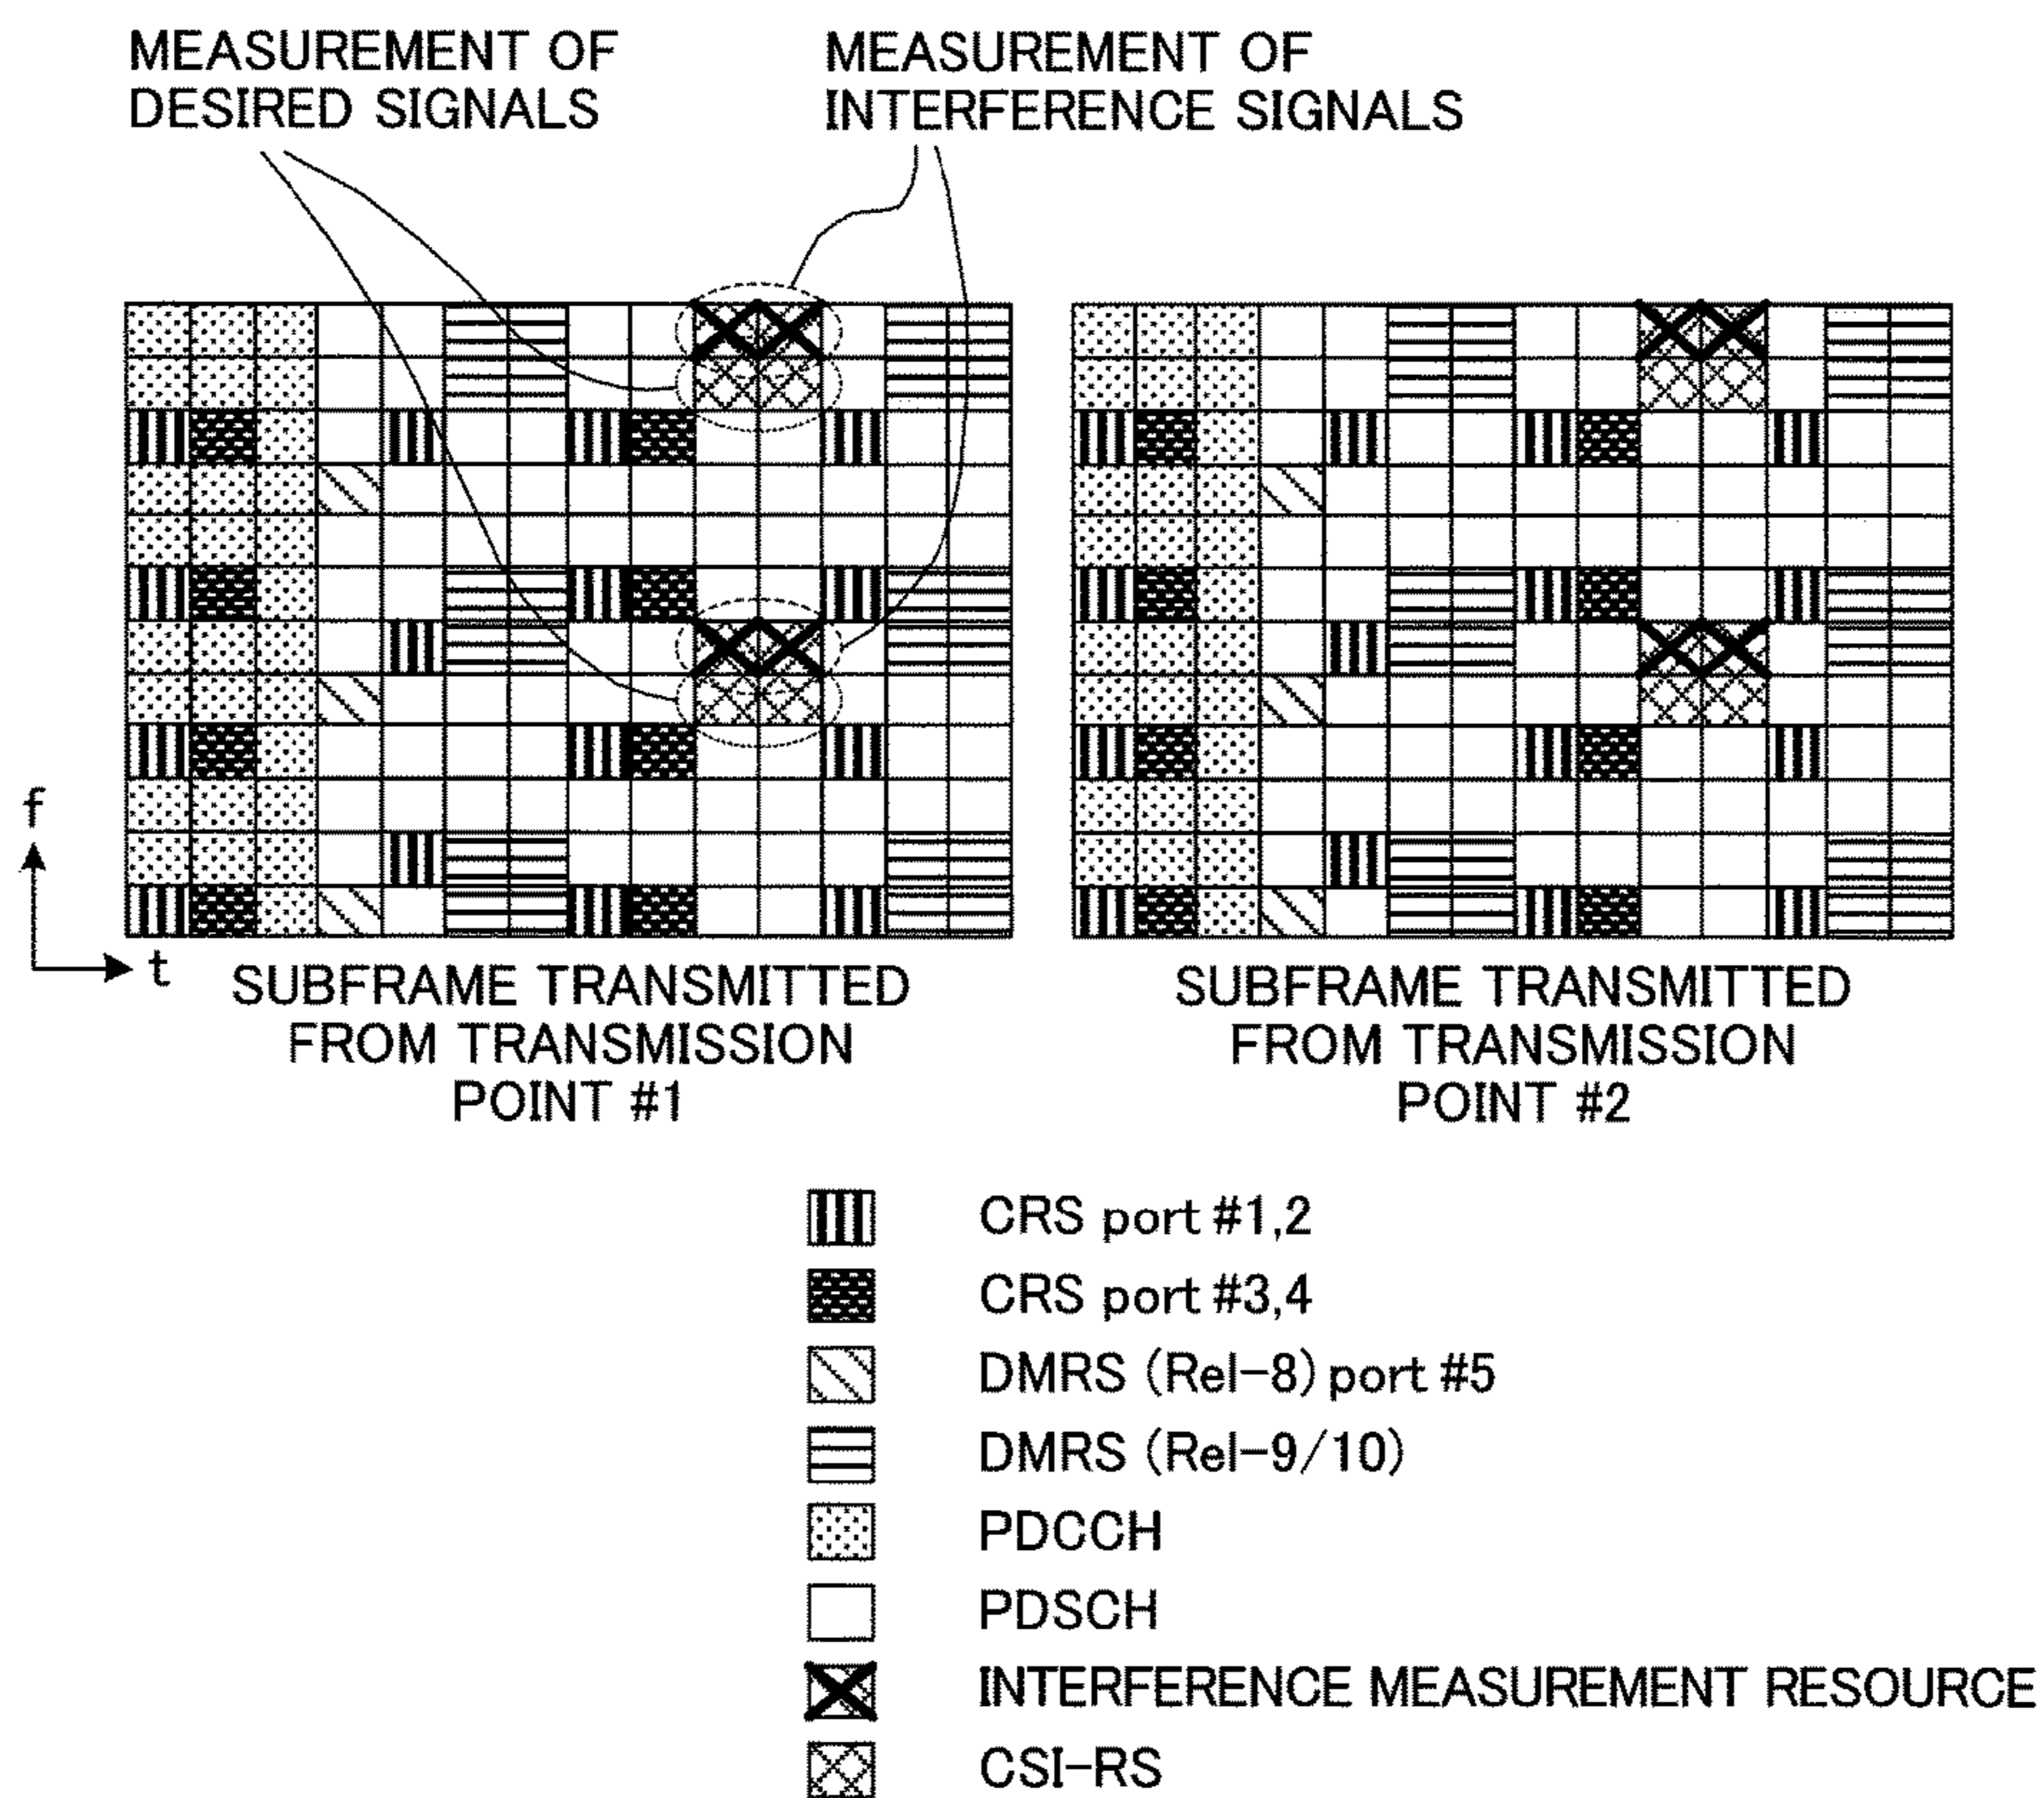 MEASUREMENT OF
DESIRED SIGNALS
MEASUREMENT OF
INTERFERENCE SIGNALS
f
t
SUBFRAME TRANSMITTED
FROM TRANSMISSION
POINT #1
SUBFRAME TRANSMITTED
FROM TRANSMISSION
POINT #2
CRS port #1,2
CRS port #3,4
DMRS (Rel-8) port #5
DMRS (Rel-9/10)
PDCCH
PDSCH
INTERFERENCE MEASUREMENT RESOURCE
CSI-RS